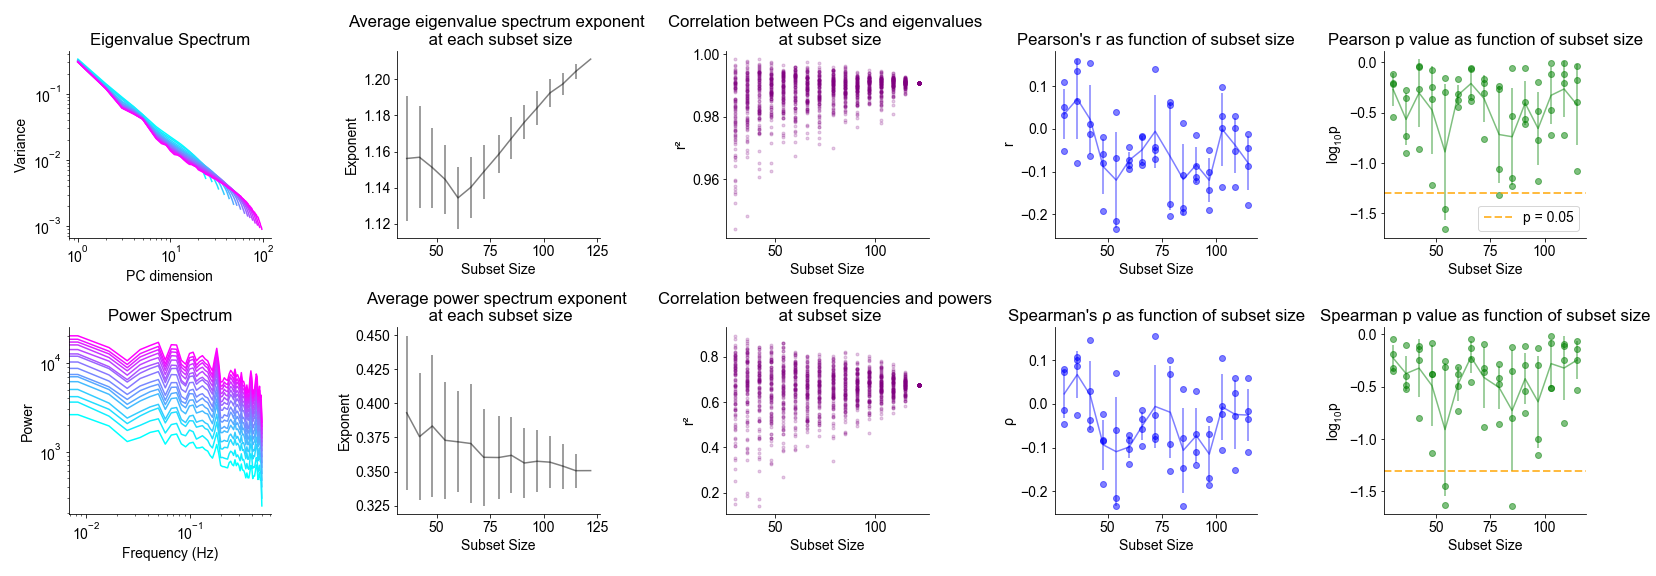 Eigenvalue Spectrum
10⁻¹
10⁻²
10⁻³
Variance
10⁰
10¹
10²
PC dimension
Average eigenvalue spectrum exponent
at each subset size
1.20
1.18
1.16
1.14
1.12
Exponent
50
75
100
125
Subset Size
Correlation between PCs and eigenvalues
at subset size
1.00
0.98
0.96
r²
50
100
Subset Size
Pearson's r as function of subset size
0.1
0.0
−0.1
−0.2
r
50
75
100
Subset Size
Pearson p value as function of subset size
0.0
−0.5
−1.0
−1.5
log₁₀p
p = 0.05
50
75
100
Subset Size
Power Spectrum
10⁴
10³
Power
10⁻²
10⁻¹
Frequency (Hz)
Average power spectrum exponent
at each subset size
0.450
0.425
0.400
0.375
0.350
0.325
Exponent
50
75
100
125
Subset Size
Correlation between frequencies and powers
at subset size
0.8
0.6
0.4
0.2
r²
50
100
Subset Size
Spearman's ρ as function of subset size
0.1
0.0
−0.1
−0.2
ρ
50
75
100
Subset Size
Spearman p value as function of subset size
0.0
−0.5
−1.0
−1.5
log₁₀p
50
75
100
Subset Size